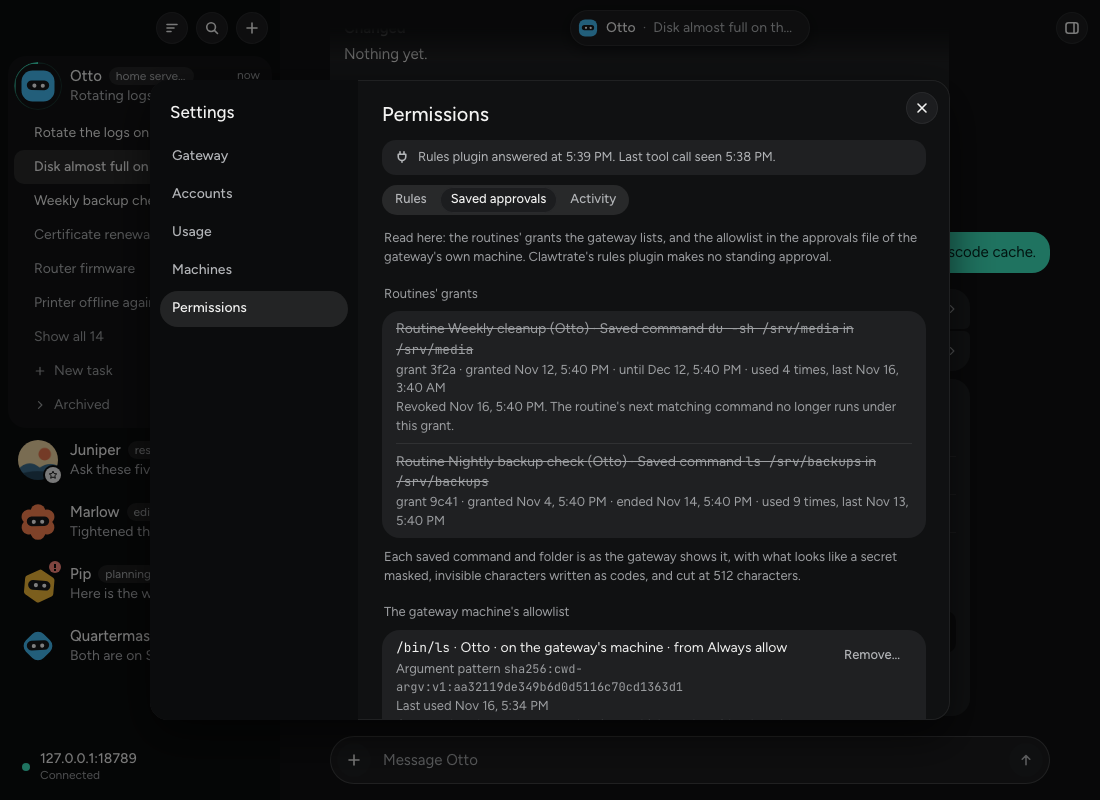 Otto · Disk almost full on th...
Nothing yet.
Otto home serve... now
Rotating logs
Rotate the logs on
Disk almost full on
Weekly backup che
Certificate renewa
Router firmware
Printer offline again
Show all 14
+ New task
Archived
Juniper res
Ask these five
Marlow edi
Tightened th
Pip planning
Here is the w
Quartermas
Both are on S
127.0.0.1:18789
Connected
Settings
Gateway
Accounts
Usage
Machines
Permissions
Permissions
Rules plugin answered at 5:39 PM. Last tool call seen 5:38 PM.
Rules Saved approvals Activity
Read here: the routines' grants the gateway lists, and the allowlist in the approvals file of the
gateway's own machine. Clawtrate's rules plugin makes no standing approval.
Routines' grants
Routine Weekly cleanup (Otto) · Saved command du -sh /srv/media in
/srv/media
grant 3f2a · granted Nov 12, 5:40 PM · until Dec 12, 5:40 PM · used 4 times, last Nov 16,
3:40 AM
Revoked Nov 16, 5:40 PM. The routine's next matching command no longer runs under
this grant.
Routine Nightly backup check (Otto) · Saved command ls /srv/backups in
/srv/backups
grant 9c41 · granted Nov 4, 5:40 PM · ended Nov 14, 5:40 PM · used 9 times, last Nov 13,
5:40 PM
Each saved command and folder is as the gateway shows it, with what looks like a secret
masked, invisible characters written as codes, and cut at 512 characters.
The gateway machine's allowlist
/bin/ls · Otto · on the gateway's machine · from Always allow
Remove...
Argument pattern sha256:cwd-
argv:v1:aa32119de349b6d0d5116c70cd1363d1
Last used Nov 16, 5:34 PM
scode cache.
Message Otto